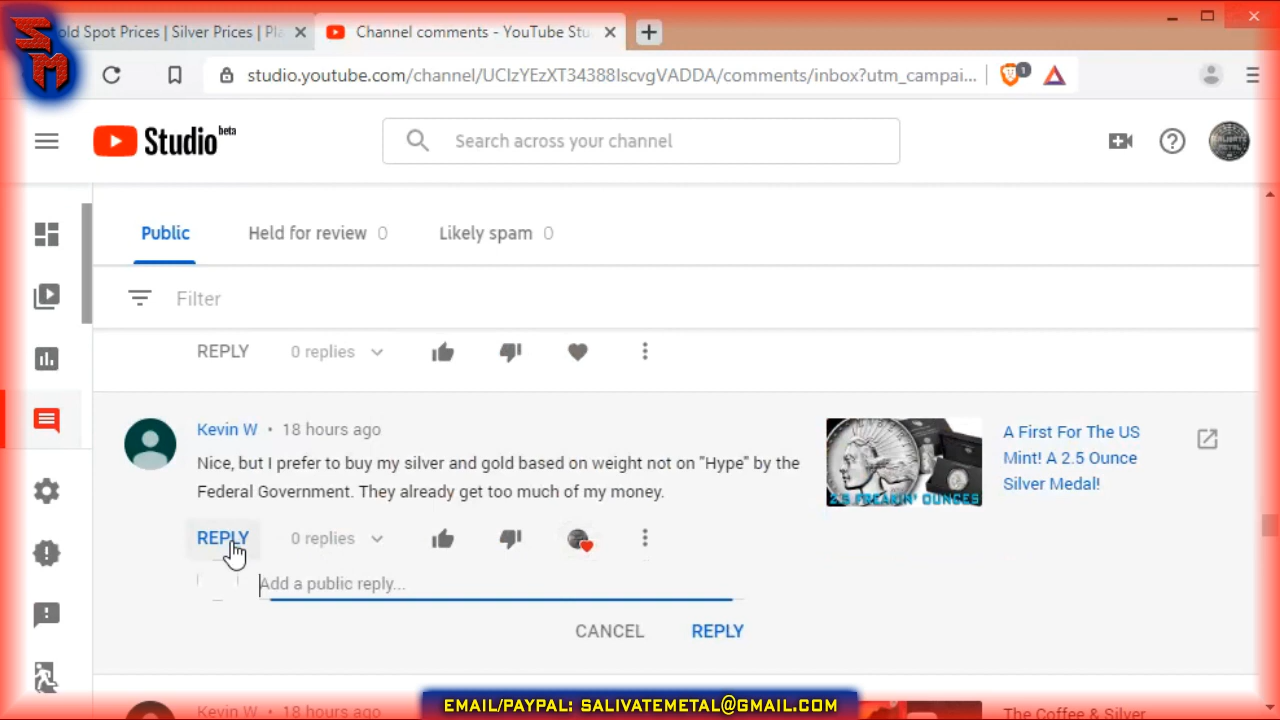 SM
old Spot Prices | Silver Prices | Pl
Channel comments - YouTube Stu
studio.youtube.com/channel/UCIzYEzXT34388IscvgVADDA/comments/inbox?utm_campai...
1
Studio beta
Search across your channel
SALIVATE METAL
Public
Held for review 0
Likely spam 0
Filter
REPLY
0 replies
Kevin W • 18 hours ago
Nice, but I prefer to buy my silver and gold based on weight not on "Hype" by the
Federal Government. They already get too much of my money.
2.5 FREAKIN' OUNCES
A First For The US
Mint! A 2.5 Ounce
Silver Medal!
REPLY
0 replies
Add a public reply...
CANCEL
REPLY
Kevin W • 18 hours ago
The Coffee & Silver
EMAIL/PAYPAL: SALIVATEMETAL@GMAIL.COM